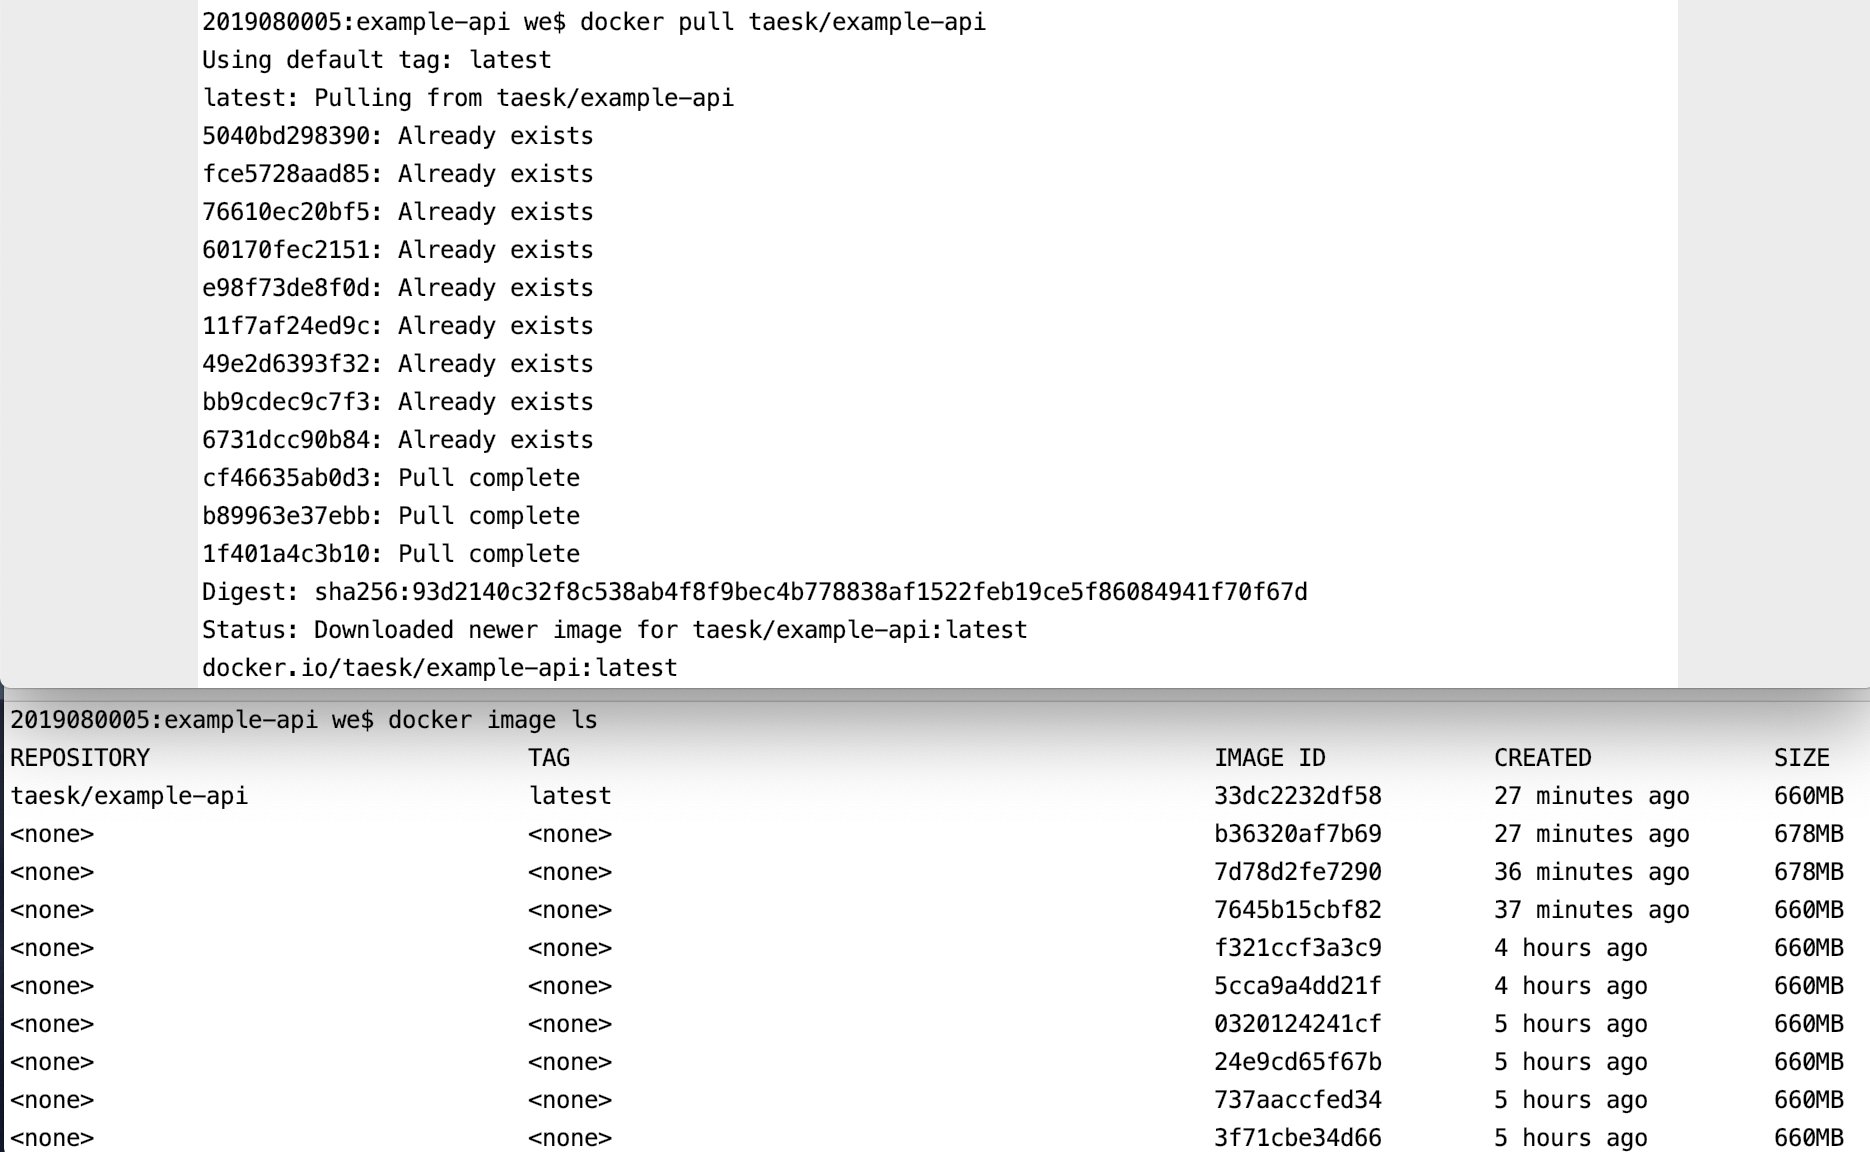 2019080005:example-api we$ docker pull taesk/example-api
Using default tag: latest
latest: Pulling from taesk/example-api
5040bd298390: Already exists
fce5728aad85: Already exists
76610ec20bf5: Already exists
60170fec2151: Already exists
e98f73de8f0d: Already exists
11f7af24ed9c: Already exists
49e2d6393f32: Already exists
bb9cdec9c7f3: Already exists
6731dcc90b84: Already exists
cf46635ab0d3: Pull complete
b89963e37ebb: Pull complete
1f401a4c3b10: Pull complete
Digest: sha256:93d2140c32f8c538ab4f8f9bec4b778838af1522feb19ce5f86084941f70f67d
Status: Downloaded newer image for taesk/example-api:latest
docker.io/taesk/example-api:latest
2019080005:example-api we$ docker image ls
REPOSITORY TAG IMAGE ID CREATED SIZE
taesk/example-api latest 33dc2232df58 27 minutes ago 660MB
<none> <none> b36320af7b69 27 minutes ago 678MB
<none> <none> 7d78d2fe7290 36 minutes ago 678MB
<none> <none> 7645b15cbf82 37 minutes ago 660MB
<none> <none> f321ccf3a3c9 4 hours ago 660MB
<none> <none> 5cca9a4dd21f 4 hours ago 660MB
<none> <none> 0320124241cf 5 hours ago 660MB
<none> <none> 24e9cd65f67b 5 hours ago 660MB
<none> <none> 737aaccfed34 5 hours ago 660MB
<none> <none> 3f71cbe34d66 5 hours ago 660MB